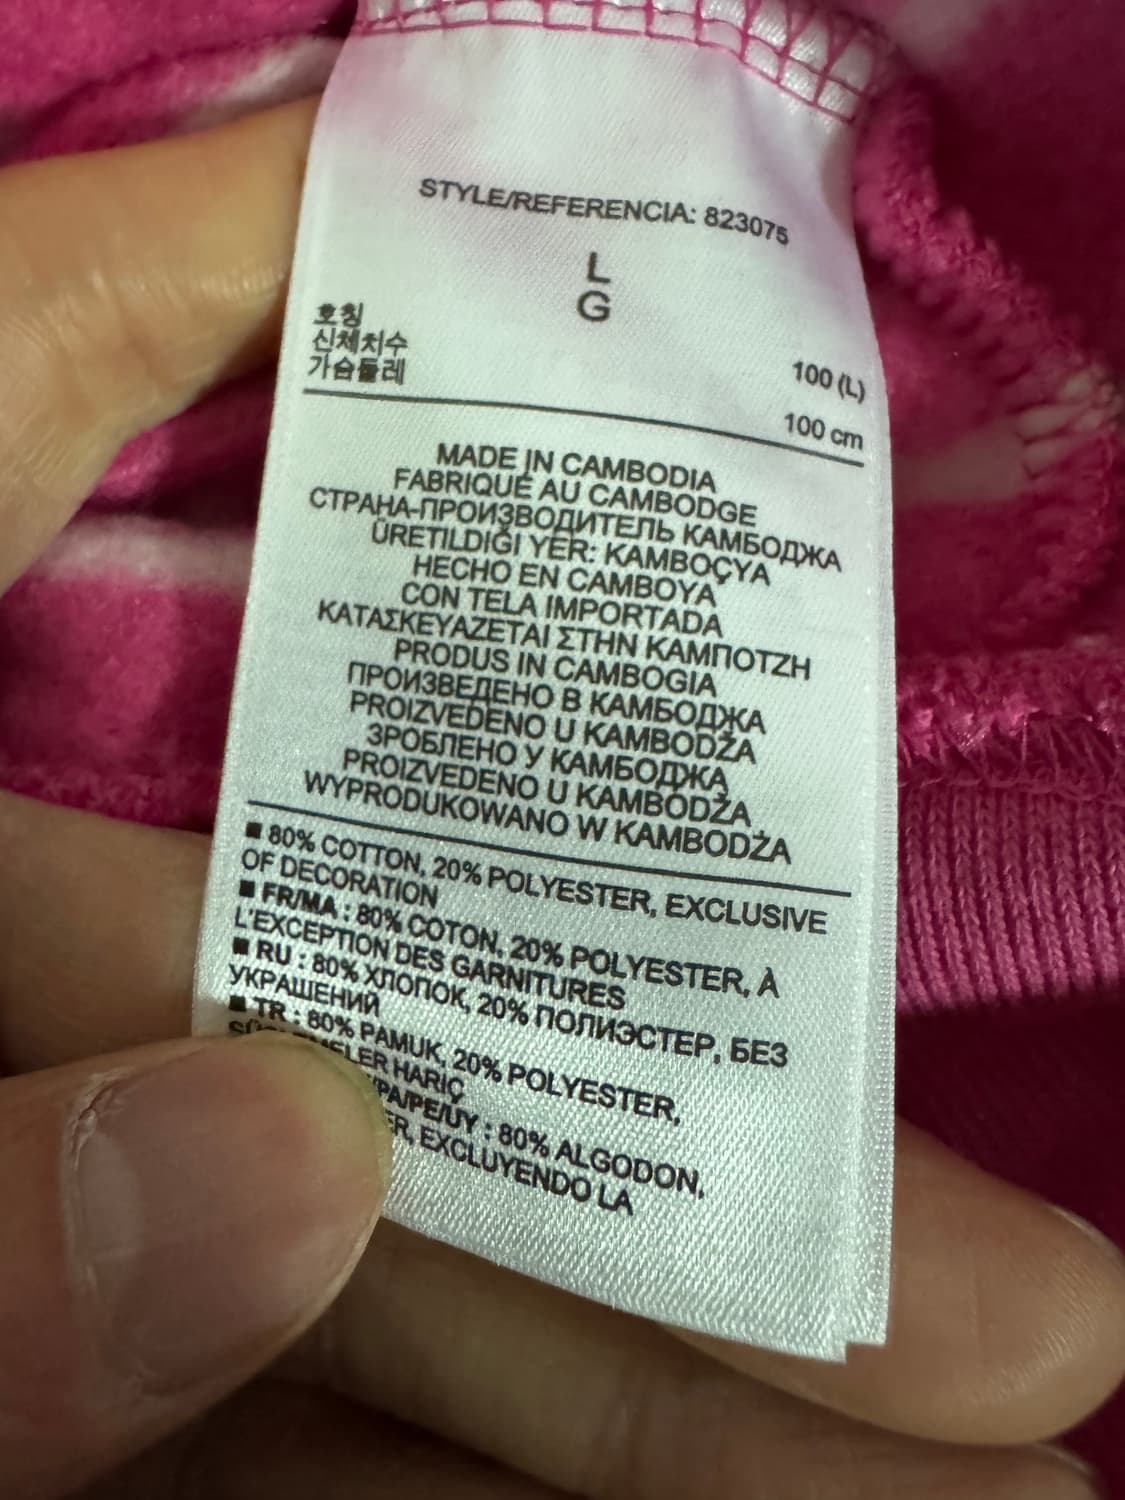 STYLE/REFERENCIA: 823075
L
G
호칭
신체치수 100 (L)
가슴둘레 100 cm
MADE IN CAMBODIA
FABRIQUÉ AU CAMBODGE
СТРАНА-ПРОИЗВОДИТЕЛЬ КАМБОДЖА
ÜRETILDIĞI YER: KAMBOÇYA
HECHO EN CAMBOYA
CON TELA IMPORTADA
ΚΑΤΑΣΚΕΥΑΖΕΤΑΙ ΣΤΗΝ ΚΑΜΠΟΤΖΗ
PRODUS IN CAMBOGIA
ПРОИЗВЕДЕНО В КАМБОДЖА
PROIZVEDENO U KAMBODŽA
ЗРОБЛЕНО У КАМБОДЖА
PROIZVEDENO U KAMBODŽA
WYPRODUKOWANO W KAMBODŻA
■ 80% COTTON, 20% POLYESTER, EXCLUSIVE
OF DECORATION
■ FR/MA : 80% COTON, 20% POLYESTER, À
L'EXCEPTION DES GARNITURES
■ RU : 80% ХЛОПОК, 20% ПОЛИЭСТЕР, БЕЗ
УКРАШЕНИЙ
■ TR : 80% PAMUK, 20% POLYESTER,
HARIÇ
/PA/PE/UY : 80% ALGODON,
EXCLUYENDO LA